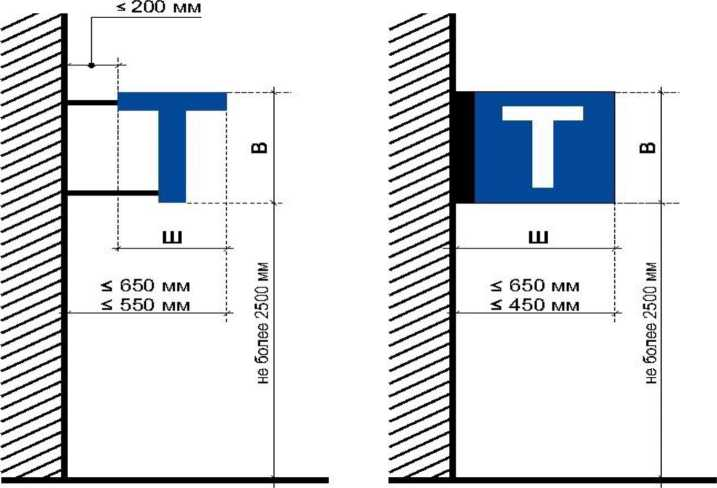 ≤ 200 мм
Т
В
Ш
≤ 650 мм
≤ 550 мм
не более 2500 мм
Т
В
Ш
≤ 650 мм
≤ 450 мм
не более 2500 мм